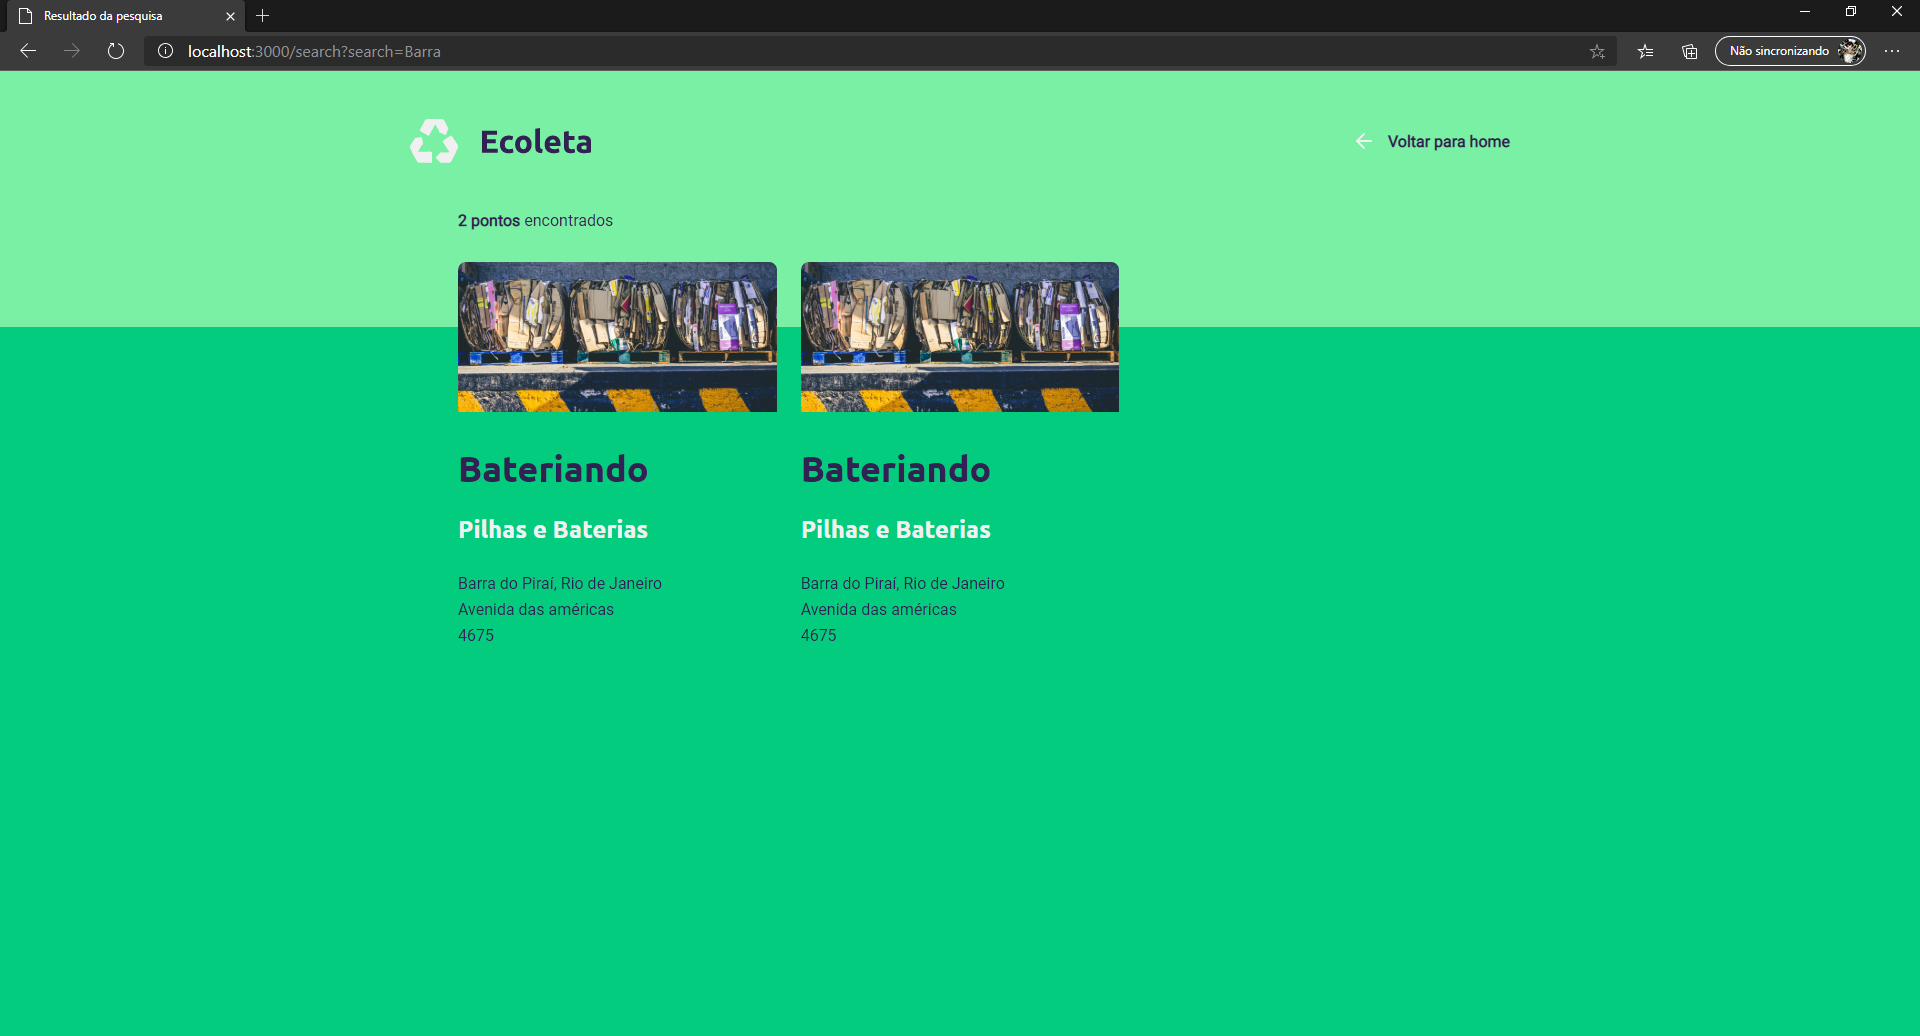 Resultado da pesquisa
localhost:3000/search?search=Barra
Não sincronizando
Ecoleta
Voltar para home
2 pontos encontrados
Bateriando
Pilhas e Baterias
Barra do Piraí, Rio de Janeiro
Avenida das américas
4675
Bateriando
Pilhas e Baterias
Barra do Piraí, Rio de Janeiro
Avenida das américas
4675